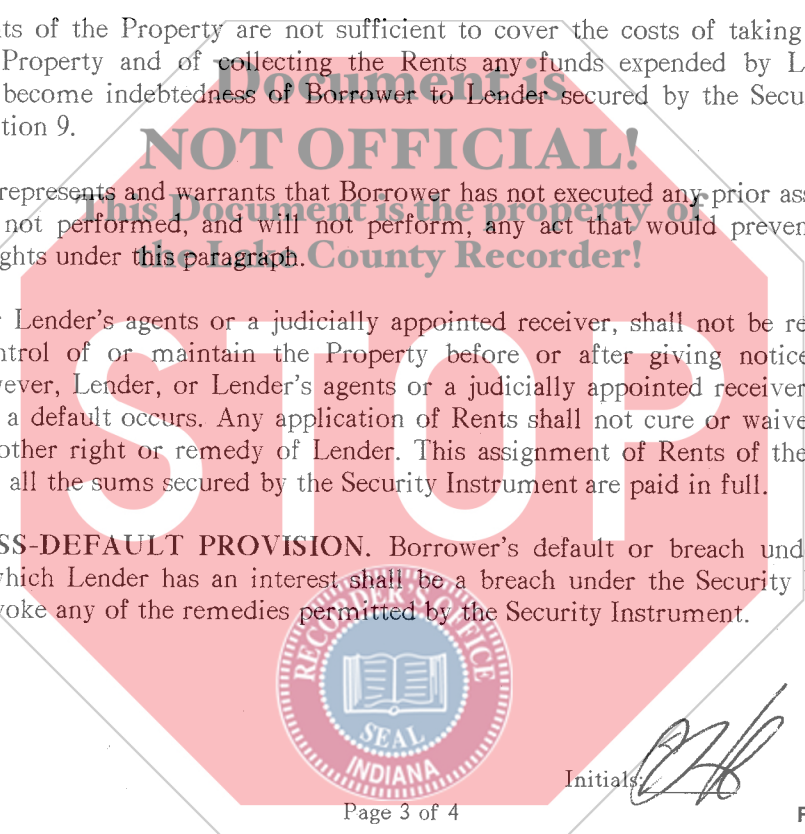 ts of the Property are not sufficient to cover the costs of taking
Property and of collecting the Rents any funds expended by L
Document is
become indebtedness of Borrower to Lender secured by the Secu
tion 9.
NOT OFFICIAL!
represents and warrants that Borrower has not executed any prior ass
This Document is the property of
not performed, and will not perform, any act that would preven
ghts under this paragraph.
the Lake County Recorder!
Lender's agents or a judicially appointed receiver, shall not be re
ntrol of or maintain the Property before or after giving notice
vever, Lender, or Lender's agents or a judicially appointed receiver
a default occurs. Any application of Rents shall not cure or waive
other right or remedy of Lender. This assignment of Rents of the
all the sums secured by the Security Instrument are paid in full.
STOP
SS-DEFAULT PROVISION. Borrower's default or breach und
vhich Lender has an interest shall be a breach under the Security
voke any of the remedies permitted by the Security Instrument.
RECORDER'S OFFICE
SEAL
INDIANA
Initials:
Page 3 of 4